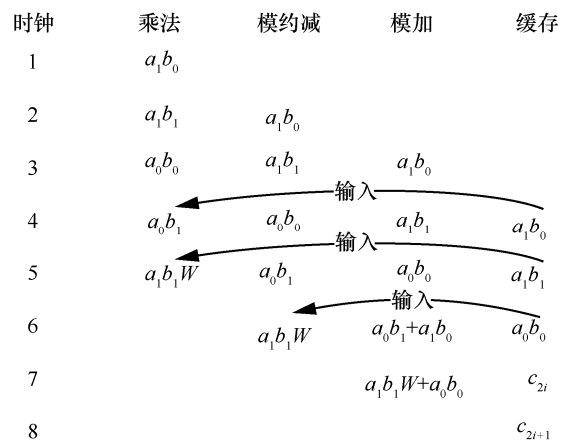 时钟 乘法 模约减 模加 缓存
1 a₁b₀
2 a₁b₁ a₁b₀
3 a₀b₀ a₁b₁ a₁b₀
输入
4 a₀b₁ a₀b₀ a₁b₁ a₁b₀
输入
5 a₁b₁W a₀b₁ a₀b₀ a₁b₁
输入
6 a₁b₁W a₀b₁+a₁b₀ a₀b₀
7 a₁b₁W+a₀b₀ c₂ᵢ
8 c₂ᵢ₊₁